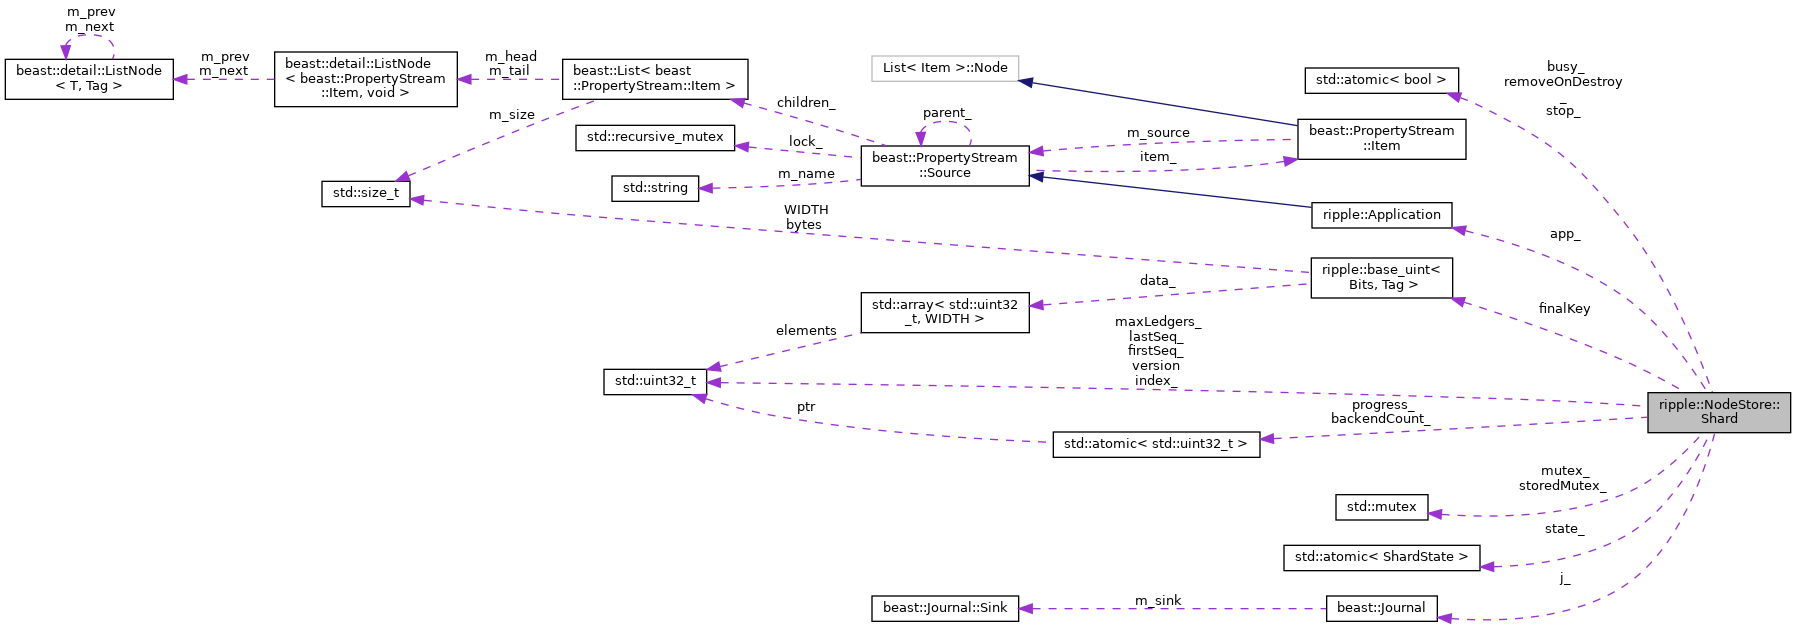 m_prev
m_next
beast::detail::ListNode
< T, Tag >
m_prev
m_next
beast::detail::ListNode
< beast::PropertyStream
::Item, void >
m_head
m_tail
beast::List< beast
::PropertyStream::Item >
m_size
std::size_t
std::recursive_mutex
std::string
children_
lock_
m_name
List< Item >::Node
parent_
beast::PropertyStream
::Source
m_source
item_
std::atomic< bool >
beast::PropertyStream
::Item
ripple::Application
busy_
removeOnDestroy
_
stop_
app_
WIDTH
bytes
ripple::base_uint<
Bits, Tag >
finalKey
data_
std::array< std::uint32
_t, WIDTH >
elements
std::uint32_t
maxLedgers_
lastSeq_
firstSeq_
version
index_
ptr
progress_
backendCount_
std::atomic< std::uint32_t >
ripple::NodeStore::
Shard
mutex_
storedMutex_
std::mutex
state_
std::atomic< ShardState >
j_
beast::Journal
m_sink
beast::Journal::Sink